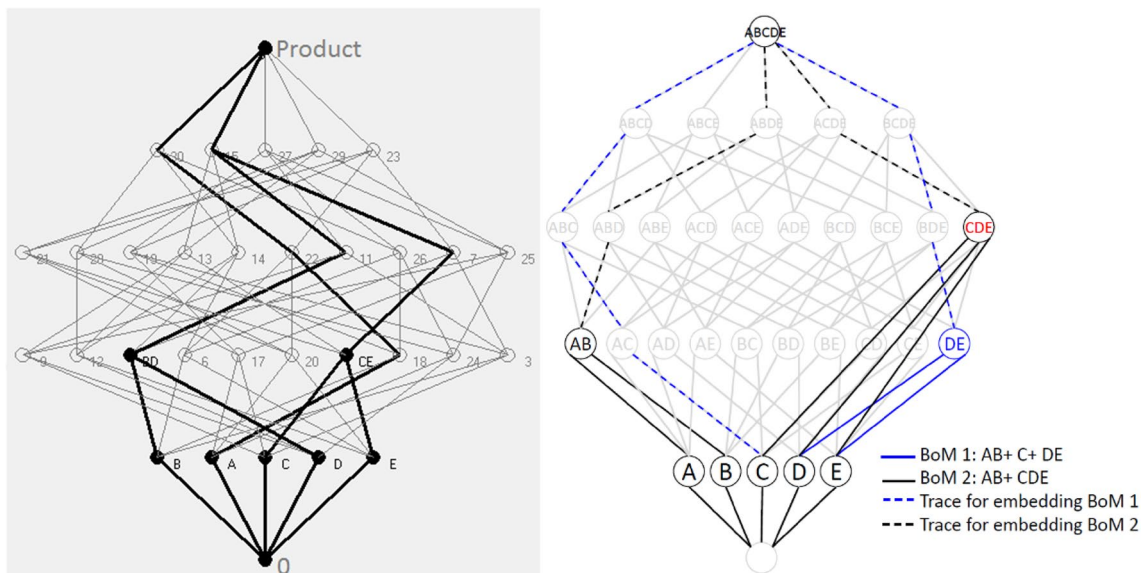 Product
30 15 27 29 23
21 28 19 13 14 22 11 26 7 25
9 12 BD 6 17 20 CE 18 24 3
B A C D E
0
ABCDE
ABCD ABCE ABDE ACDE BCDE
ABC ABD ABE ACD ACE ADE BCD BCE BDE CDE
AB AC AD AE BC BD BE CD CE DE
A B C D E
BoM 1: AB+ C+ DE
BoM 2: AB+ CDE
Trace for embedding BoM 1
Trace for embedding BoM 2